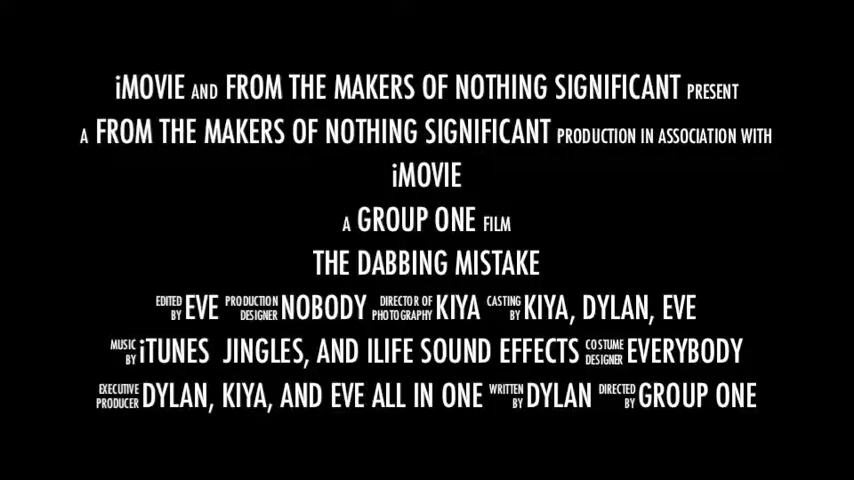 iMOVIE AND FROM THE MAKERS OF NOTHING SIGNIFICANT PRESENT
A FROM THE MAKERS OF NOTHING SIGNIFICANT PRODUCTION IN ASSOCIATION WITH
iMOVIE
A GROUP ONE FILM
THE DABBING MISTAKE
EDITED BY EVE PRODUCTION DESIGNER NOBODY DIRECTOR OF PHOTOGRAPHY KIYA CASTING BY KIYA, DYLAN, EVE
MUSIC BY iTUNES JINGLES, AND ILIFE SOUND EFFECTS COSTUME DESIGNER EVERYBODY
EXECUTIVE PRODUCER DYLAN, KIYA, AND EVE ALL IN ONE WRITTEN BY DYLAN DIRECTED BY GROUP ONE